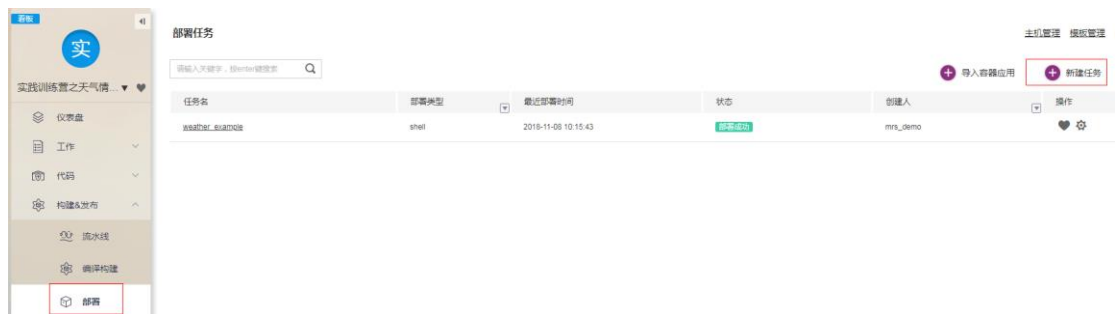 看板
实
实践训练营之天气情...
仪表盘
工作
代码
构建&发布
流水线
编译构建
部署
部署任务
主机管理 模板管理
请输入关键字，按enter键搜索
导入容器应用 新建任务
任务名 部署类型 最近部署时间 状态 创建人 操作
weather_example shell 2018-11-08 10:15:43 部署成功 mrs_demo